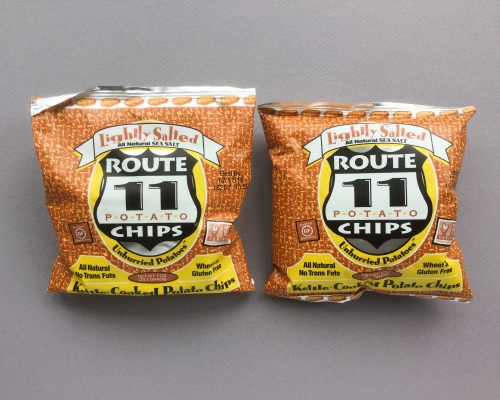 Lightly Salted
All Natural SEA SALT
ROUTE
11
POTATO
CHIPS
Unhurried Potatoes
All Natural
No Trans Fats
Wheat &
Gluten Free
Kettle Cooked Potato Chips
Best By
Lightly Salted
All Natural SEA SALT
ROUTE
11
POTATO
CHIPS
Unhurried Potatoes
All Natural
No Trans Fats
Wheat &
Gluten Free
Kettle Cooked Potato Chips